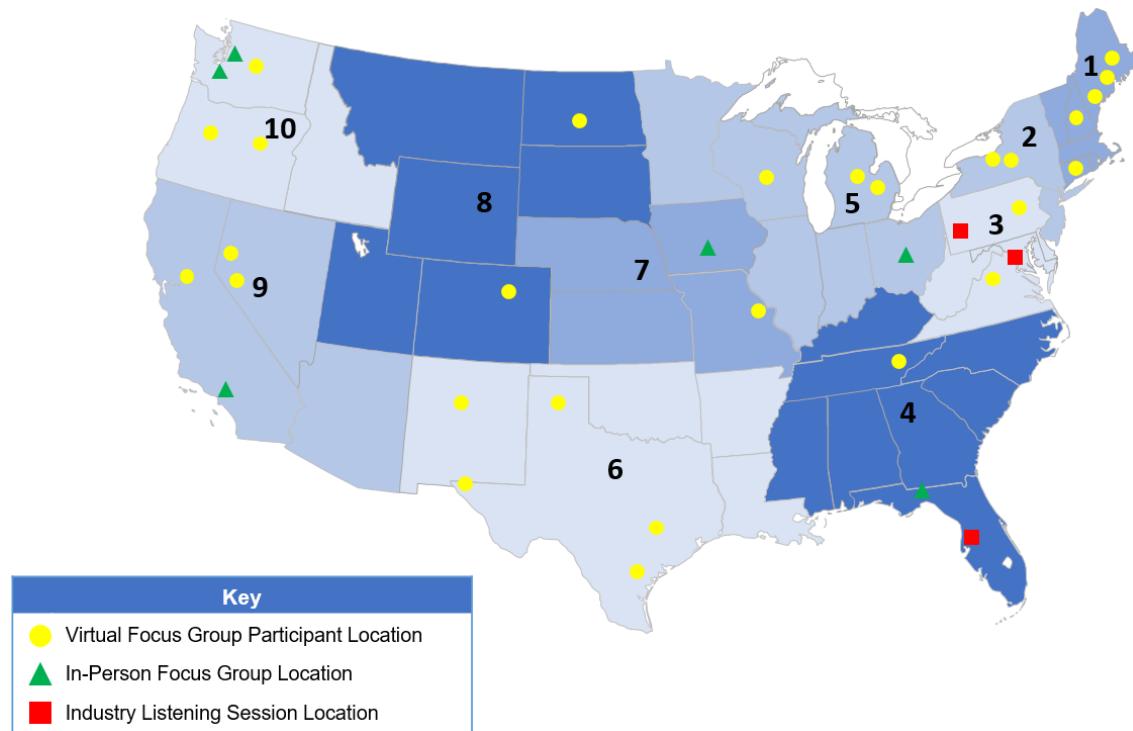 1
10
2
8
5
3
7
9
4
6
Key
Virtual Focus Group Participant Location
In-Person Focus Group Location
Industry Listening Session Location